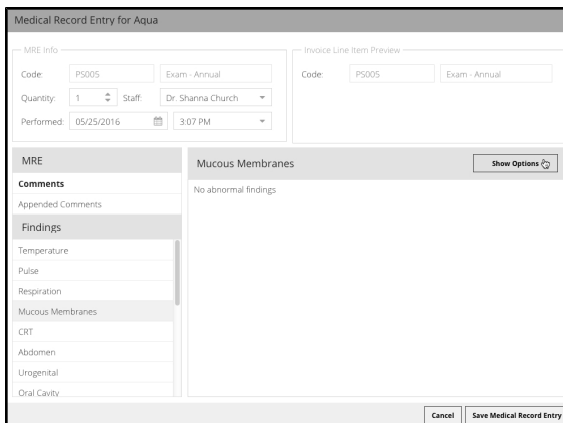 Medical Record Entry for Aqua
MRE Info
Code: PS005 Exam - Annual
Quantity: 1 Staff: Dr. Shanna Church
Performed: 05/25/2016 3:07 PM
Invoice Line Item Preview
Code: PS005 Exam - Annual
MRE
Comments
Appended Comments
Findings
Temperature
Pulse
Respiration
Mucous Membranes
CRT
Abdomen
Urogenital
Oral Cavity
Mucous Membranes
Show Options
No abnormal findings
Cancel Save Medical Record Entry